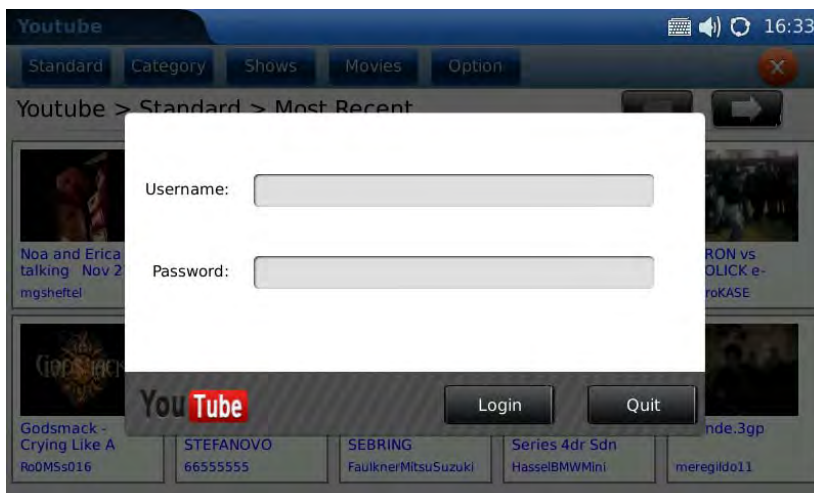 Youtube
16:33
Standard Category Shows Movies Option
Youtube > Standard > Most Recent
Username:
Password:
Noa and Erica
talking Nov 2
mgsheftel
RON vs
OLICK e-
roKASE
GODSMACK
YouTube
Login Quit
Godsmack -
Crying Like A
Ro0MSs016
STEFANOVO
66555555
SEBRING
FaulknerMitsuSuzuki
Series 4dr Sdn
HasselBMWMini
nde.3gp
meregildo11